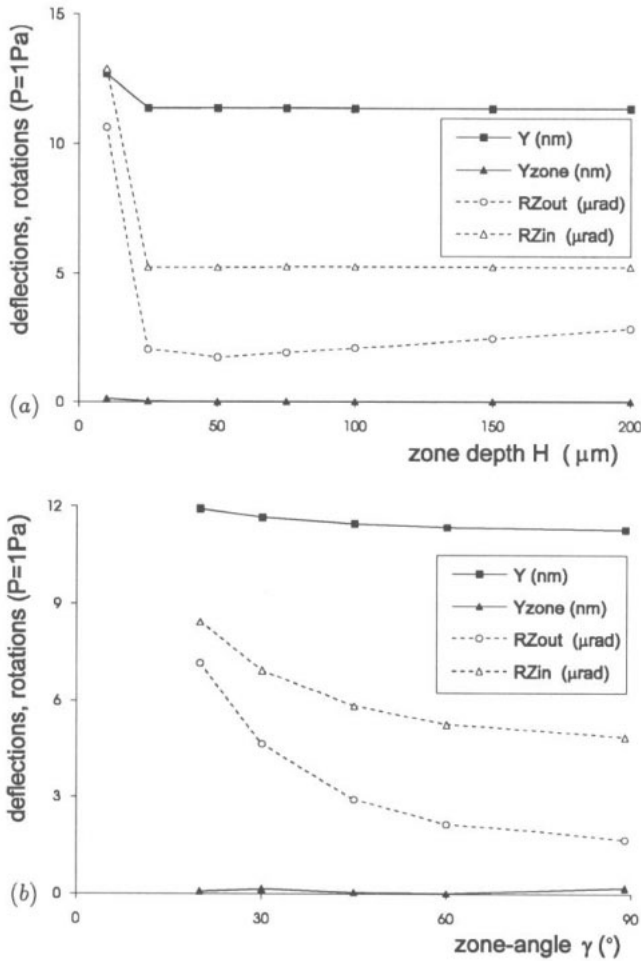 deflections, rotations (P=1Pa)
15
10
5
0
Y (nm)
Yzone (nm)
RZout (μrad)
RZin (μrad)
(a)
0
50
100
150
200
zone depth H ( μm)
deflections, rotations (P=1Pa)
12
9
6
3
0
Y (nm)
Yzone (nm)
RZout (μrad)
RZin (μrad)
(b)
0
30
60
90
zone-angle γ (°)